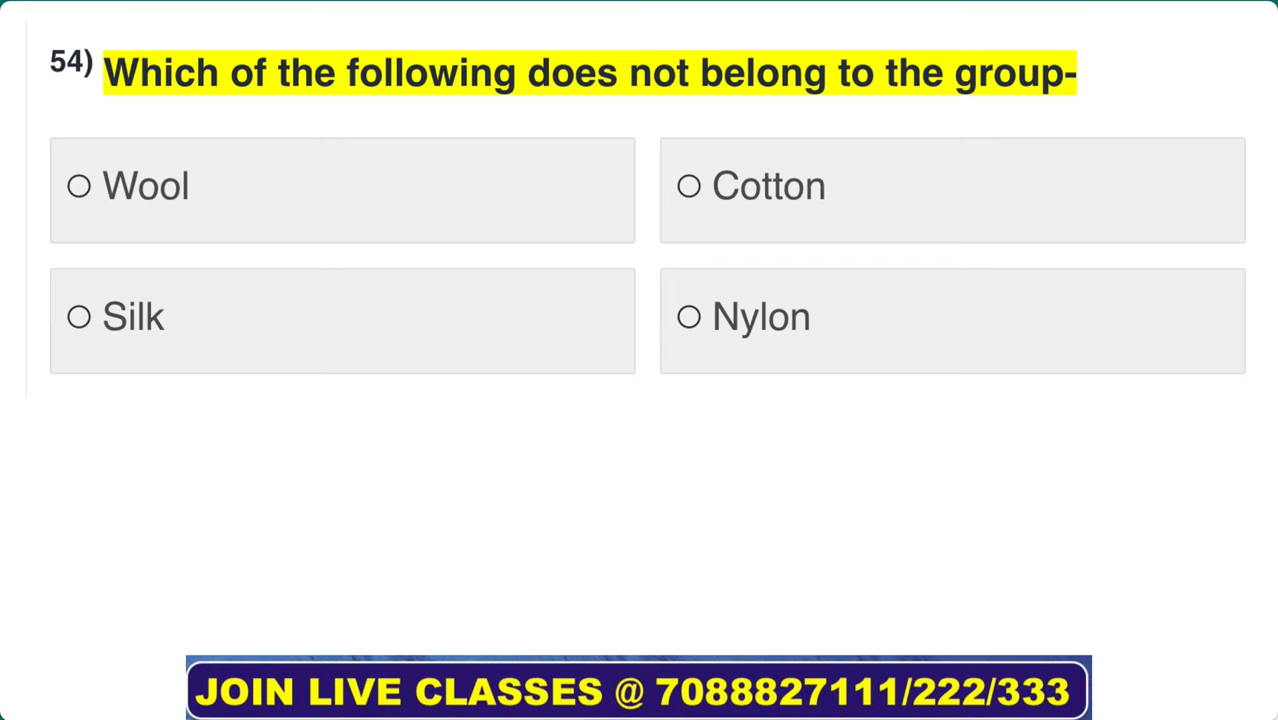 54) Which of the following does not belong to the group-
Wool
Cotton
Silk
Nylon
JOIN LIVE CLASSES @ 7088827111/222/333